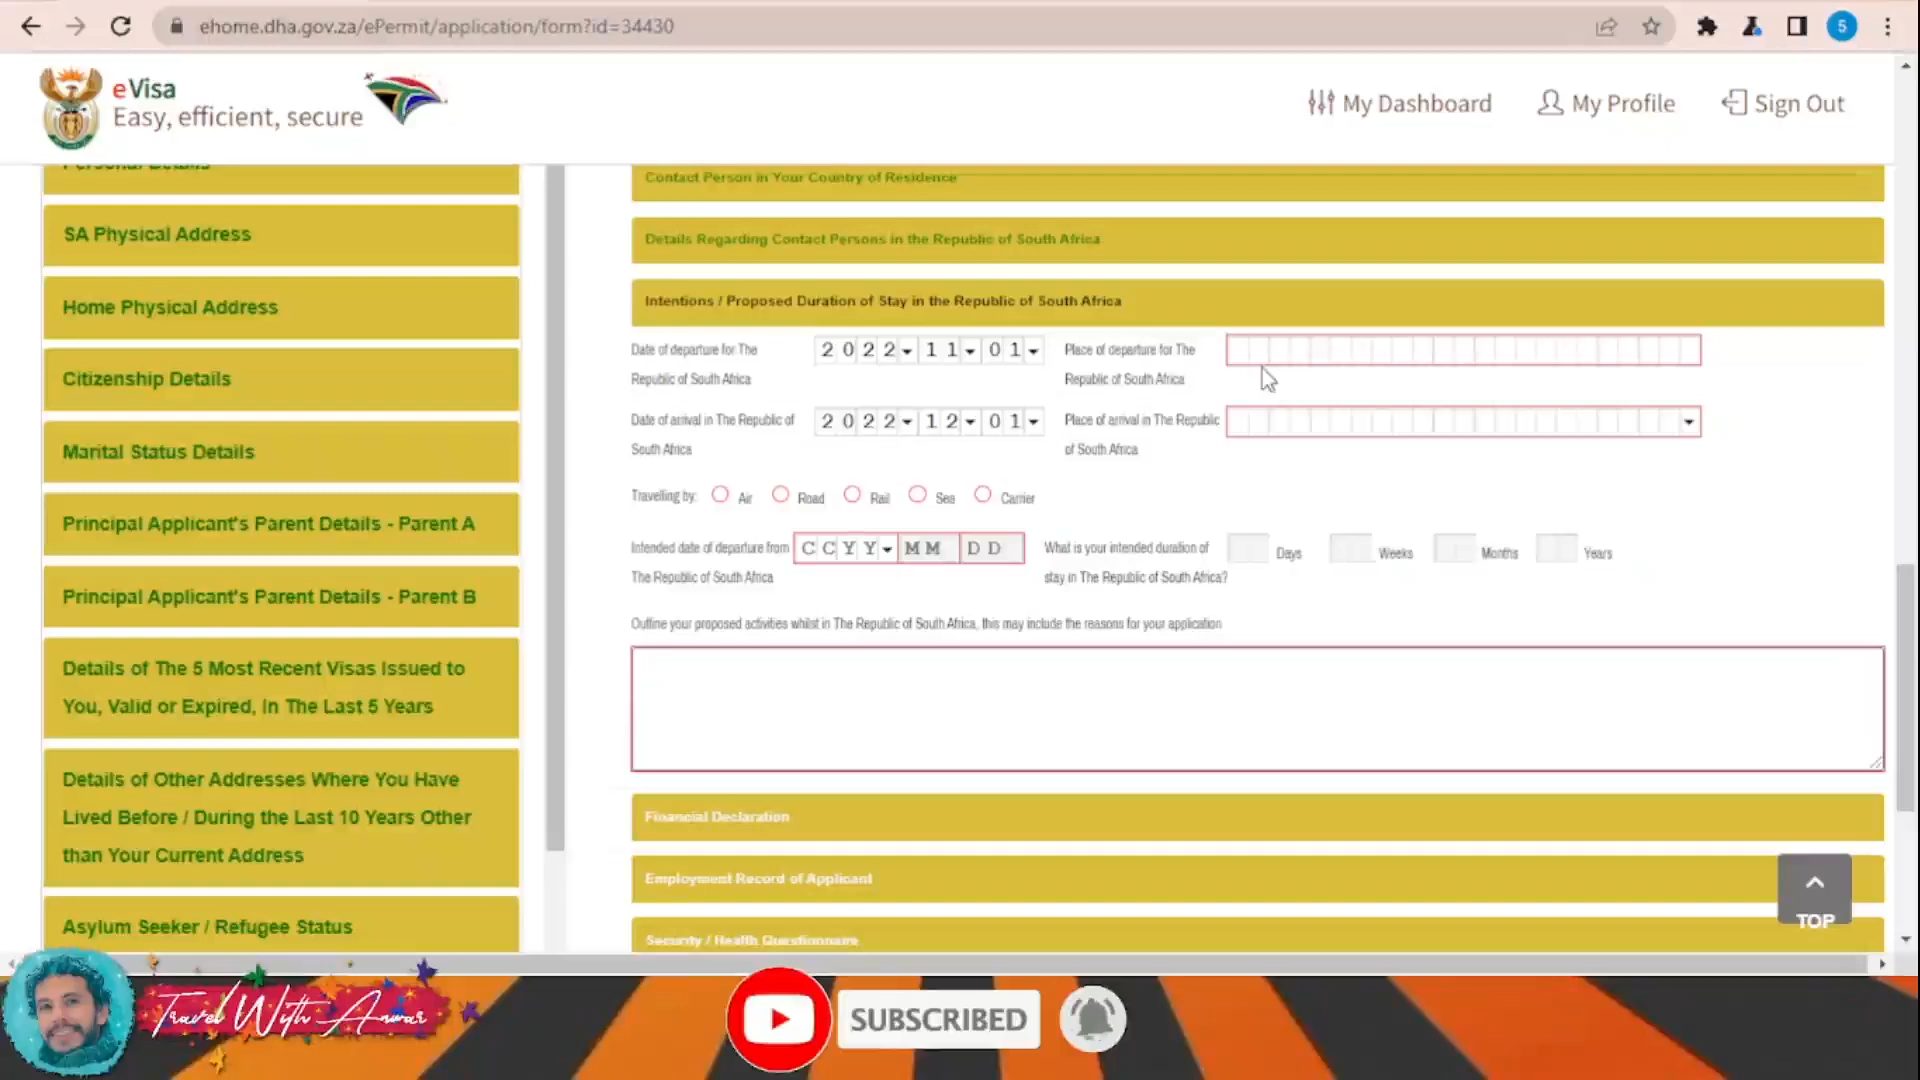 ehome.dha.gov.za/ePermit/application/form?id=34430
5
eVisa
Easy, efficient, secure
My Dashboard
My Profile
Sign Out
Personal Details
SA Physical Address
Home Physical Address
Citizenship Details
Marital Status Details
Principal Applicant's Parent Details - Parent A
Principal Applicant's Parent Details - Parent B
Details of The 5 Most Recent Visas Issued to
You, Valid or Expired, In The Last 5 Years
Details of Other Addresses Where You Have
Lived Before / During the Last 10 Years Other
than Your Current Address
Asylum Seeker / Refugee Status
Contact Person in Your Country of Residence
Details Regarding Contact Persons in the Republic of South Africa
Intentions / Proposed Duration of Stay in the Republic of South Africa
Date of departure for The
Republic of South Africa
2022 11 01
Place of departure for The
Republic of South Africa
Date of arrival in The Republic of
South Africa
2022 12 01
Place of arrival in The Republic
of South Africa
Travelling by: Air Road Rail Sea Carrier
Intended date of departure from
The Republic of South Africa
CCYY MM DD
What is your intended duration of
stay in The Republic of South Africa?
Days Weeks Months Years
Outline your proposed activities whilst in The Republic of South Africa, this may include the reasons for your application
Financial Declaration
Employment Record of Applicant
Security / Health Questionnaire
TOP
Travel With Anwar
SUBSCRIBED